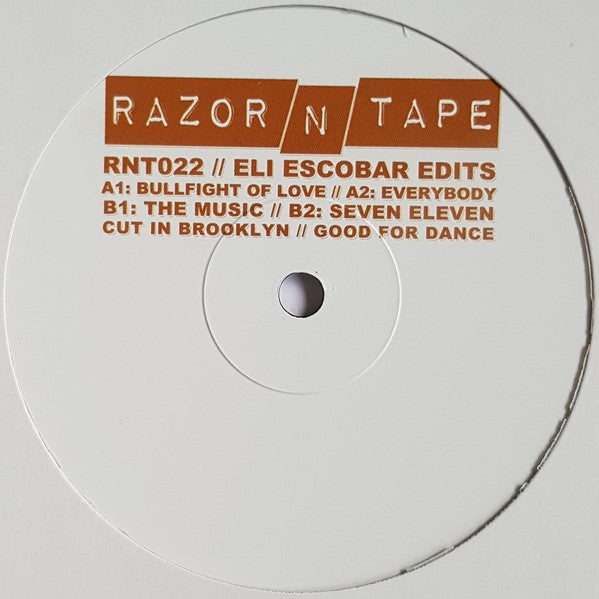 RAZOR N TAPE
RNT022 // ELI ESCOBAR EDITS
A1: BULLFIGHT OF LOVE // A2: EVERYBODY
B1: THE MUSIC // B2: SEVEN ELEVEN
CUT IN BROOKLYN // GOOD FOR DANCE